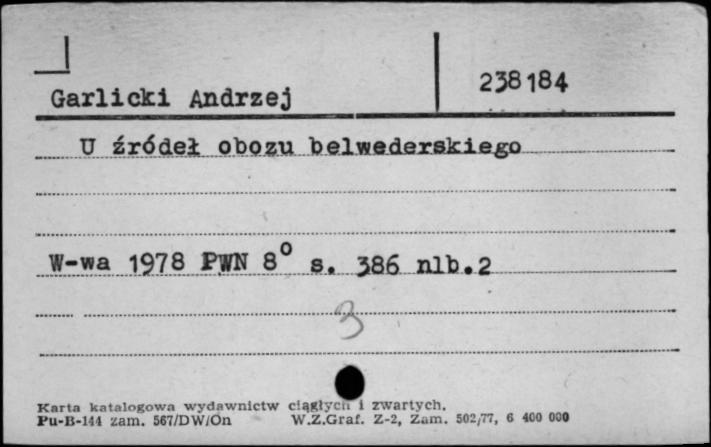 238184
Garlicki Andrzej
U źródeł obozu belwederskiego
W-wa 1978 PWN 8° s. 386 nlb.2
3
Karta katalogowa wydawnictw ciągłych i zwartych.
Pu-B-144 zam. 567/DW/On W.Z.Graf. Z-2, Zam. 502/77, 6 400 000